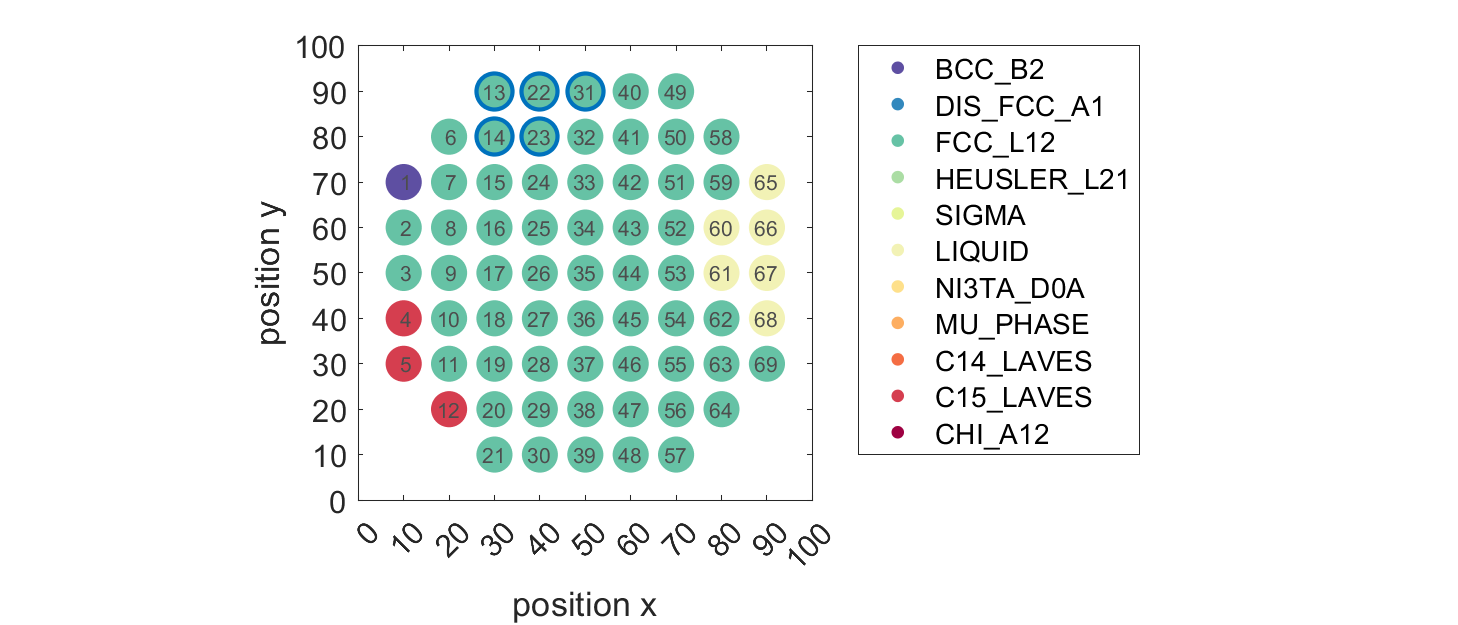 100
90 13 22 31 40 49
80 6 14 23 32 41 50 58
70 1 7 15 24 33 42 51 59 65
60 2 8 16 25 34 43 52 60 66
50 3 9 17 26 35 44 53 61 67
40 4 10 18 27 36 45 54 62 68
30 5 11 19 28 37 46 55 63 69
20 12 20 29 38 47 56 64
10 21 30 39 48 57
0
0 10 20 30 40 50 60 70 80 90 100
position x
position y
BCC_B2
DIS_FCC_A1
FCC_L12
HEUSLER_L21
SIGMA
LIQUID
NI3TA_D0A
MU_PHASE
C14_LAVES
C15_LAVES
CHI_A12